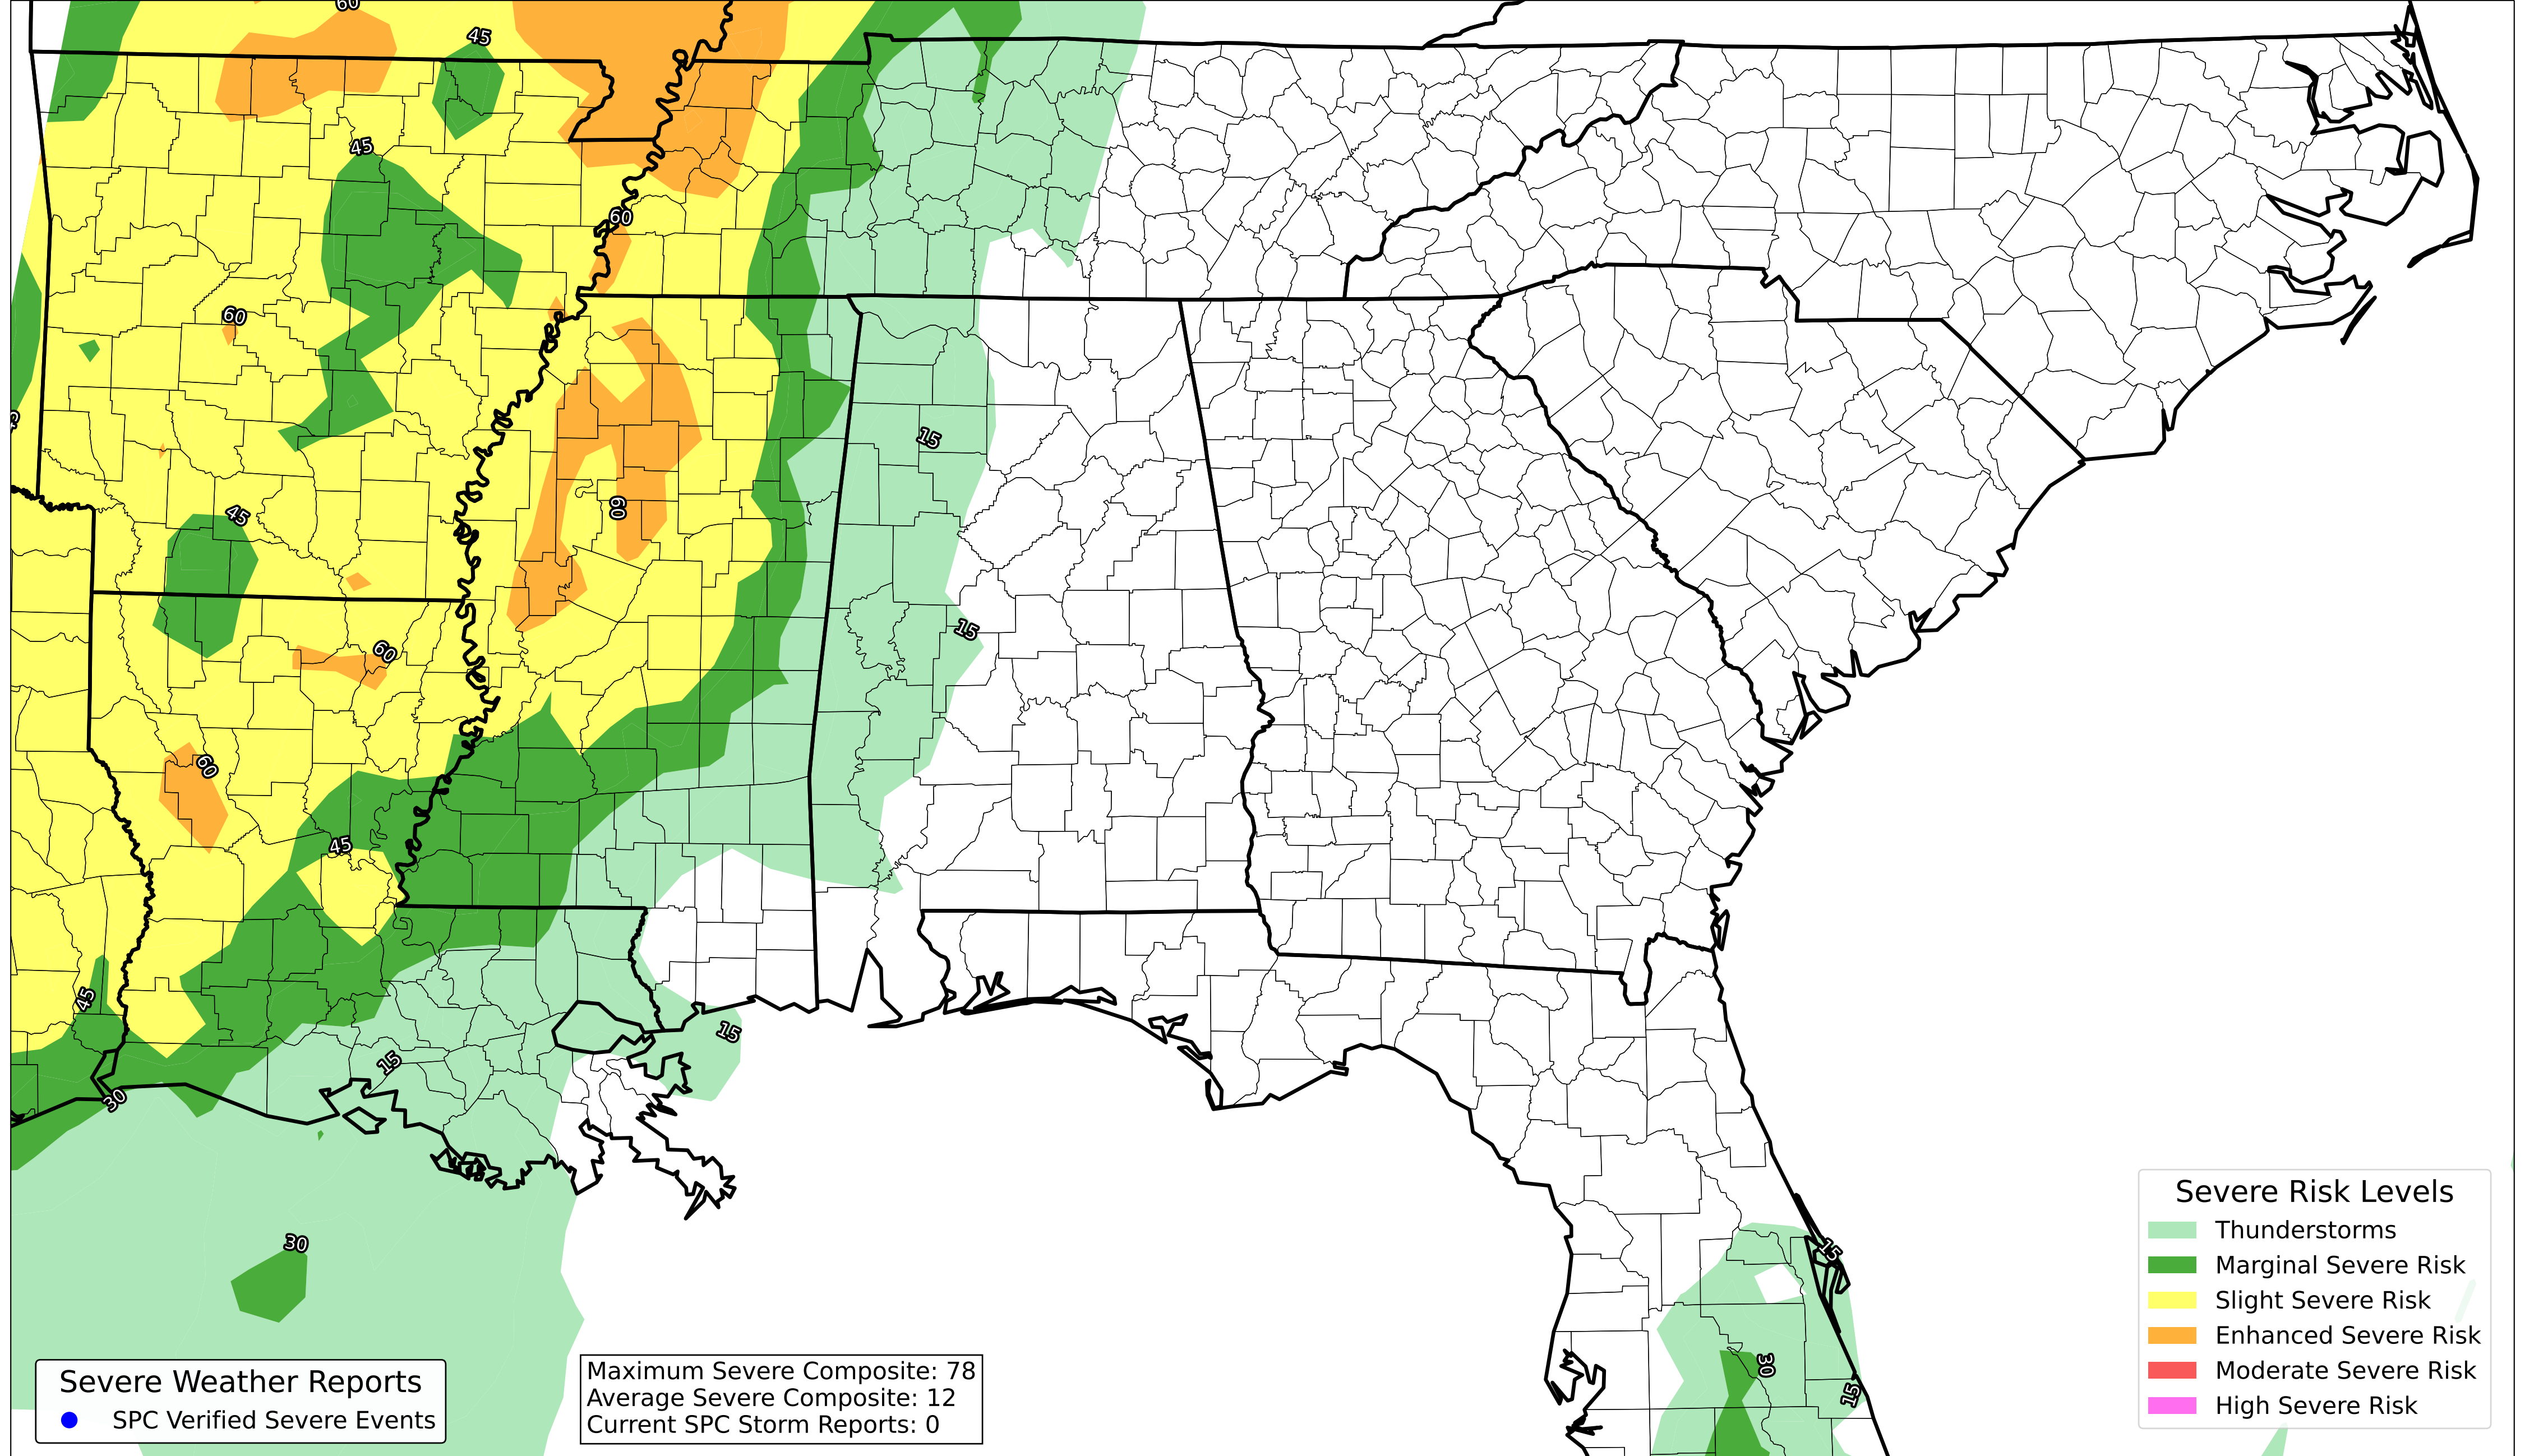 60
45
45
60
60
15
60
45
15
60
60
45
45
15
15
30
30
15
30
15
Severe Risk Levels
Thunderstorms
Marginal Severe Risk
Slight Severe Risk
Enhanced Severe Risk
Moderate Severe Risk
High Severe Risk
Severe Weather Reports
SPC Verified Severe Events
Maximum Severe Composite: 78
Average Severe Composite: 12
Current SPC Storm Reports: 0